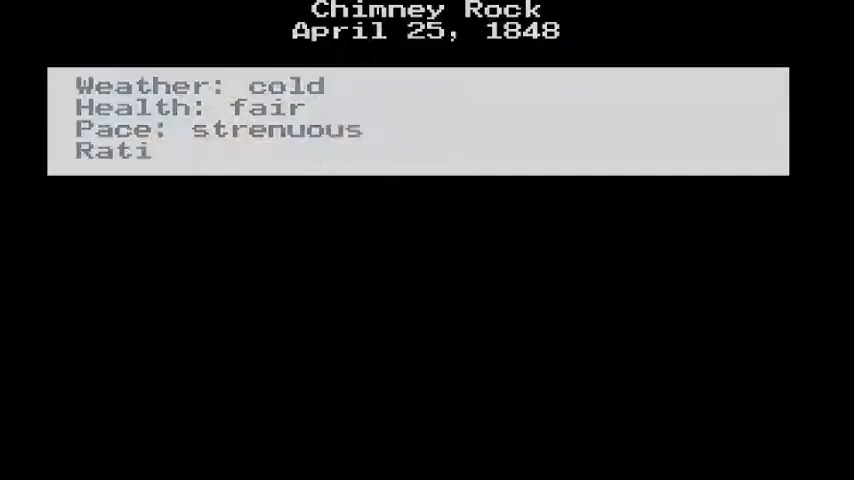 Chimney Rock
April 25, 1848
Weather: cold
Health: fair
Pace: strenuous
Rati